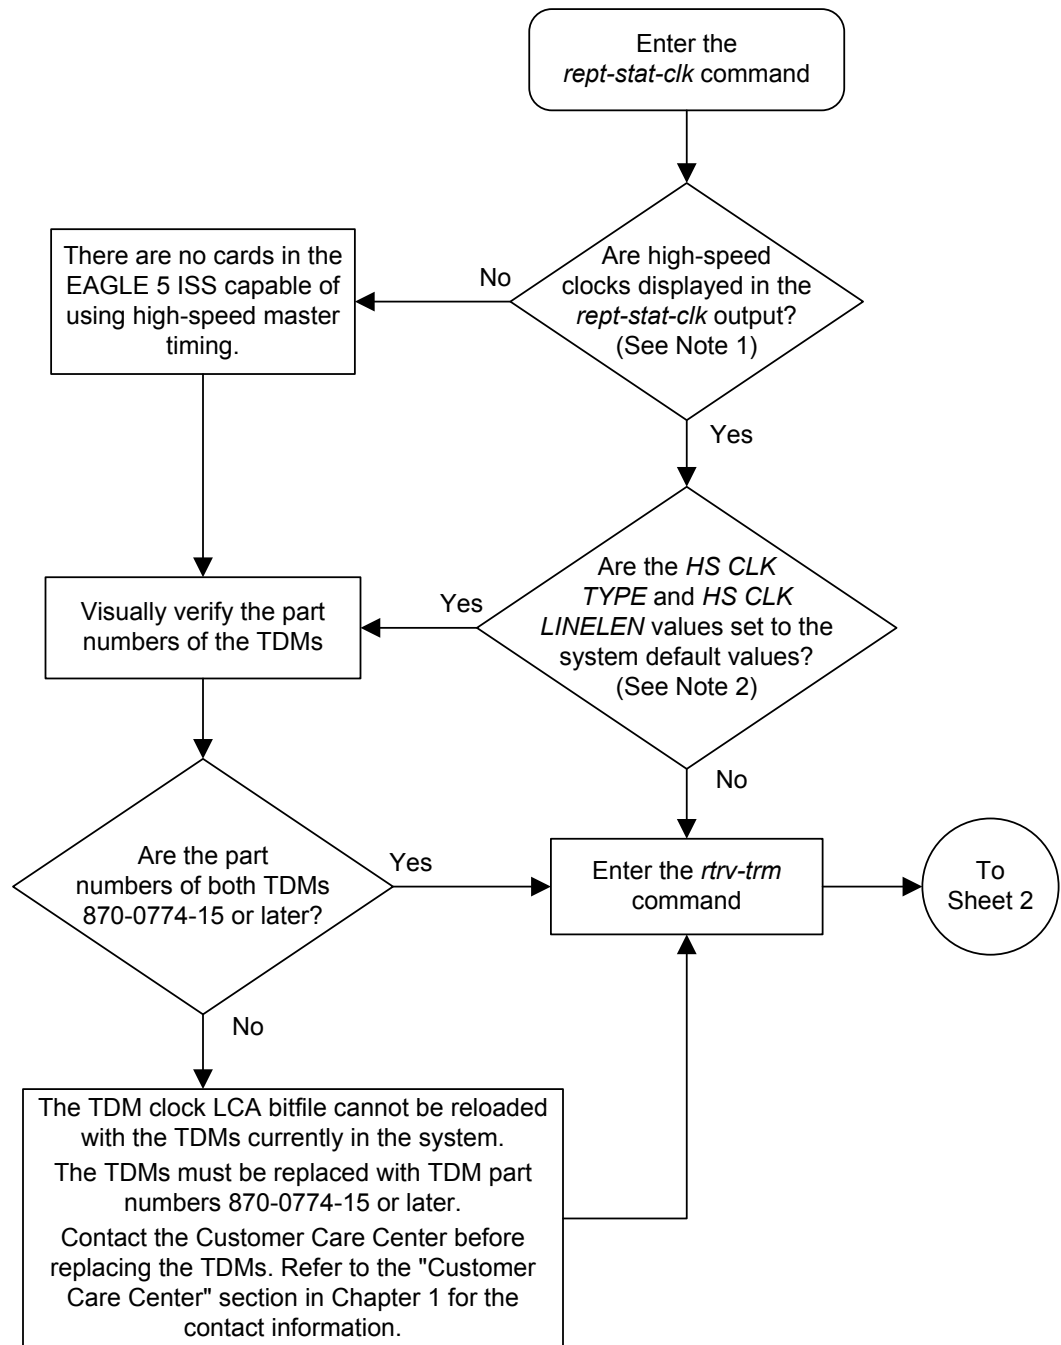 Enter the
rept-stat-clk command
Are high-speed
clocks displayed in the
rept-stat-clk output?
(See Note 1)
No
There are no cards in the
EAGLE 5 ISS capable of
using high-speed master
timing.
Yes
Are the HS CLK
TYPE and HS CLK
LINELEN values set to the
system default values?
(See Note 2)
Yes
Visually verify the part
numbers of the TDMs
No
Are the part
numbers of both TDMs
870-0774-15 or later?
Yes
Enter the rtrv-trm
command
To
Sheet 2
No
The TDM clock LCA bitfile cannot be reloaded
with the TDMs currently in the system.
The TDMs must be replaced with TDM part
numbers 870-0774-15 or later.
Contact the Customer Care Center before
replacing the TDMs. Refer to the "Customer
Care Center" section in Chapter 1 for the
contact information.